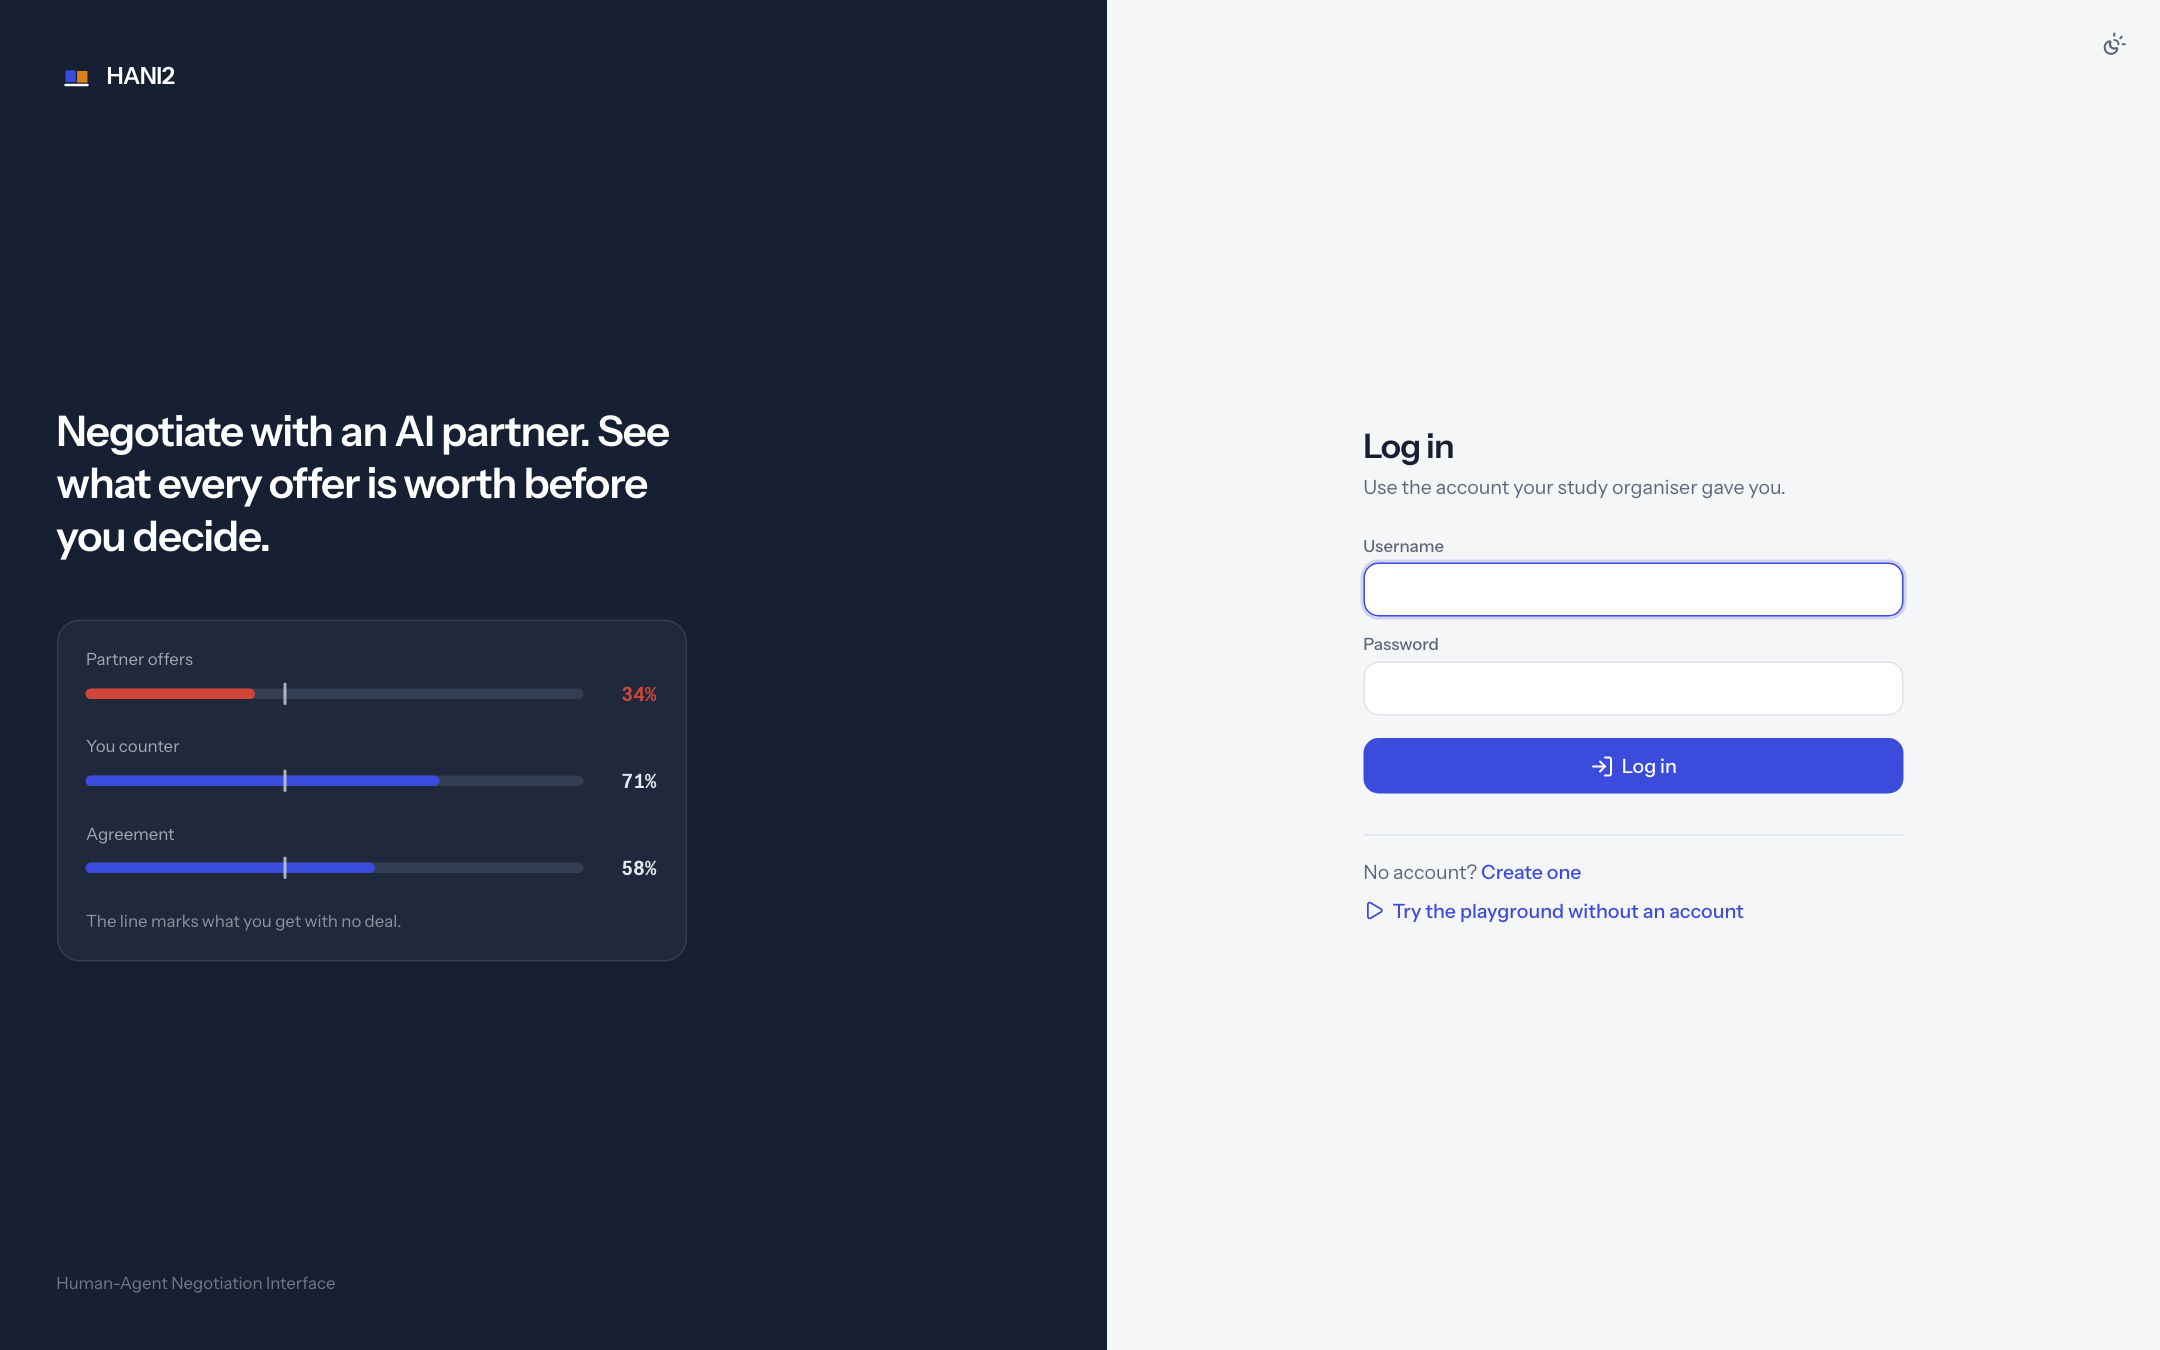 HANI2
Negotiate with an AI partner. See
what every offer is worth before
you decide.
Partner offers
34%
You counter
71%
Agreement
58%
The line marks what you get with no deal.
Human-Agent Negotiation Interface
Log in
Use the account your study organiser gave you.
Username
Password
Log in
No account? Create one
Try the playground without an account